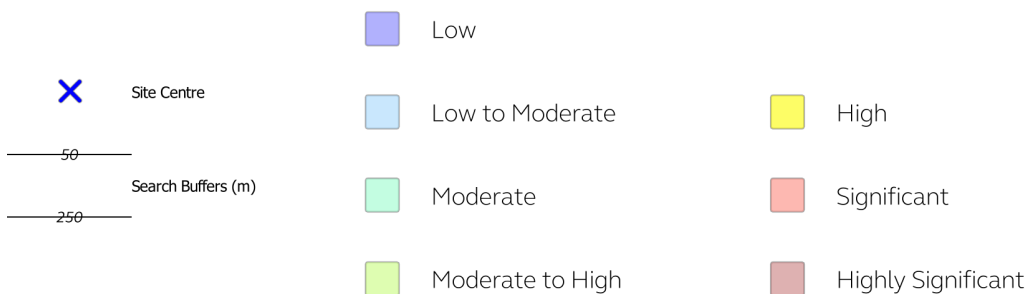 Site Centre
50
Search Buffers (m)
250
Low
Low to Moderate
Moderate
Moderate to High
High
Significant
Highly Significant